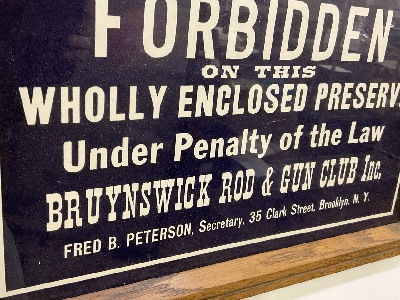 FORBIDDEN
ON THIS
WHOLLY ENCLOSED PRESERV
Under Penalty of the Law
BRUYNSWICK ROD & GUN CLUB Inc.
FRED B. PETERSON, Secretary, 35 Clark Street, Brooklyn, N. Y.